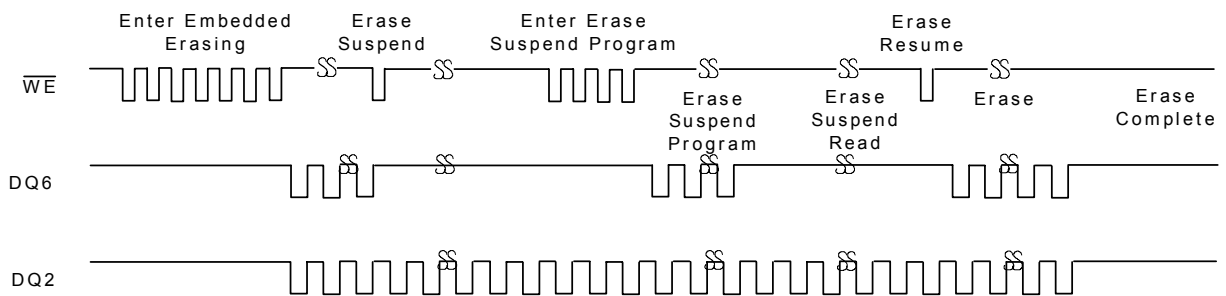 Enter Embedded
Erasing
Erase
Suspend
Enter Erase
Suspend Program
Erase
Resume
WE
Erase
Suspend
Program
Erase
Suspend
Read
Erase
Erase
Complete
DQ6
DQ2